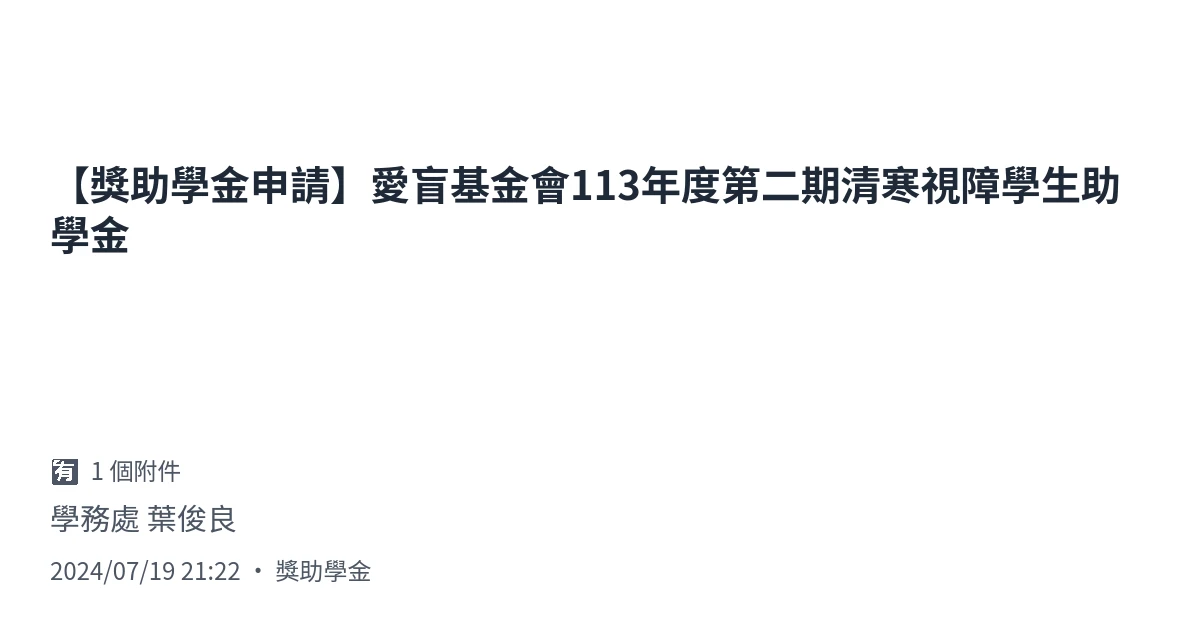 【獎助學金申請】愛盲基金會113年度第二期清寒視障學生助
學金
🈶 1 個附件
學務處 葉俊良
2024/07/19 21:22 • 獎助學金